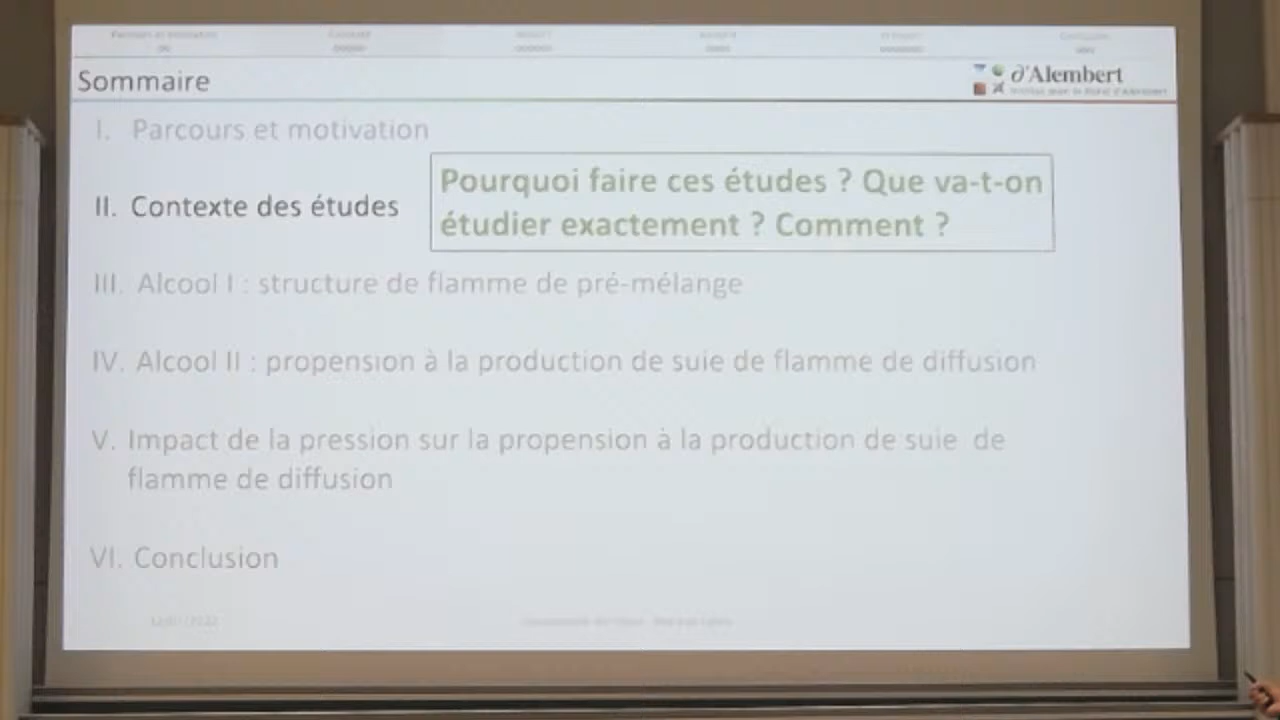 Sommaire
∂'Alembert
I. Parcours et motivation
Pourquoi faire ces études ? Que va-t-on
étudier exactement ? Comment ?
II. Contexte des études
III. Alcool I : structure de flamme de pré-mélange
IV. Alcool II : propension à la production de suie de flamme de diffusion
V. Impact de la pression sur la propension à la production de suie de
flamme de diffusion
VI. Conclusion